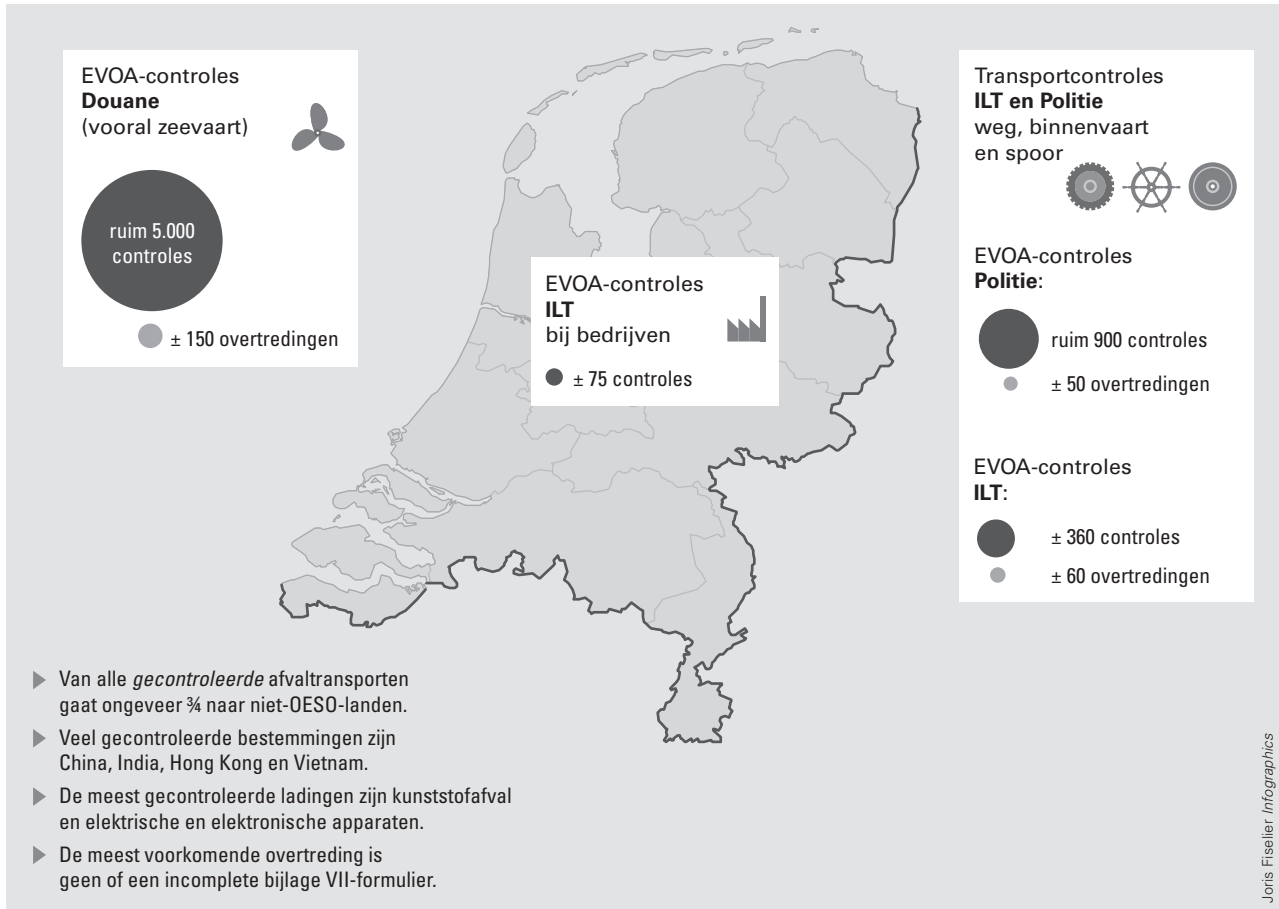 EVOA-controles
Douane
(vooral zeevaart)
ruim 5.000
controles
± 150 overtredingen
EVOA-controles
ILT
bij bedrijven
± 75 controles
Transportcontroles
ILT en Politie
weg, binnenvaart
en spoor
EVOA-controles
Politie:
ruim 900 controles
± 50 overtredingen
EVOA-controles
ILT:
± 360 controles
± 60 overtredingen
Van alle gecontroleerde afvaltransporten
gaat ongeveer ¾ naar niet-OESO-landen.
Veel gecontroleerde bestemmingen zijn
China, India, Hong Kong en Vietnam.
De meest gecontroleerde ladingen zijn kunststofafval
en elektrische en elektronische apparaten.
De meest voorkomende overtreding is
geen of een incomplete bijlage VII-formulier.
Joris Fiselier Infographics